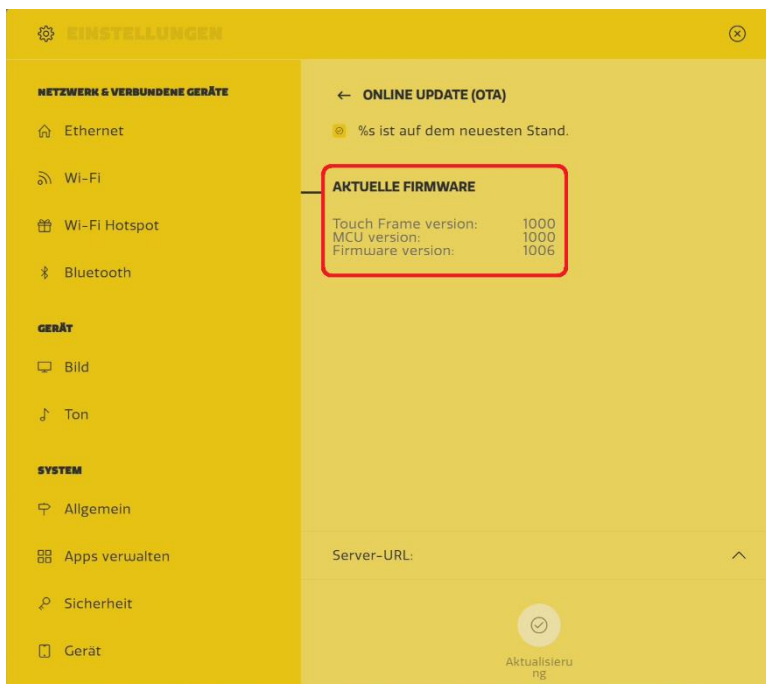 EINSTELLUNGEN
NETZWERK & VERBUNDENE GERÄTE
Ethernet
Wi-Fi
Wi-Fi Hotspot
Bluetooth
GERÄT
Bild
Ton
SYSTEM
Allgemein
Apps verwalten
Sicherheit
Gerät
← ONLINE UPDATE (OTA)
%s ist auf dem neuesten Stand.
AKTUELLE FIRMWARE
Touch Frame version: 1000
MCU version: 1000
Firmware version: 1006
Server-URL:
Aktualisieru
ng